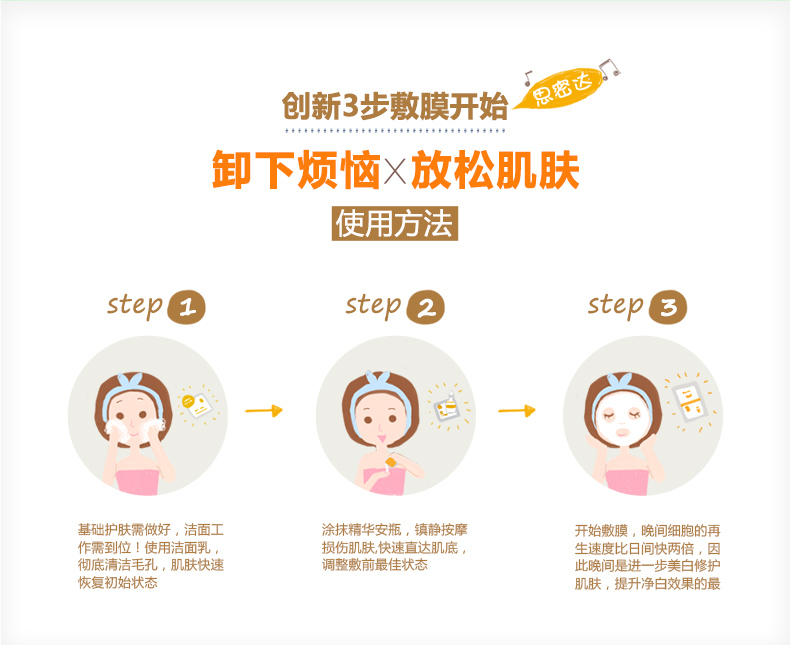 思密达
创新3步敷膜开始
卸下烦恼×放松肌肤
使用方法
step 1
step 2
step 3
基础护肤需做好，洁面工
作需到位！使用洁面乳，
彻底清洁毛孔，肌肤快速
恢复初始状态
涂抹精华安瓶，镇静按摩
损伤肌肤,快速直达肌底，
调整敷前最佳状态
开始敷膜，晚间细胞的再
生速度比日间快两倍，因
此晚间是进一步美白修护
肌肤，提升净白效果的最